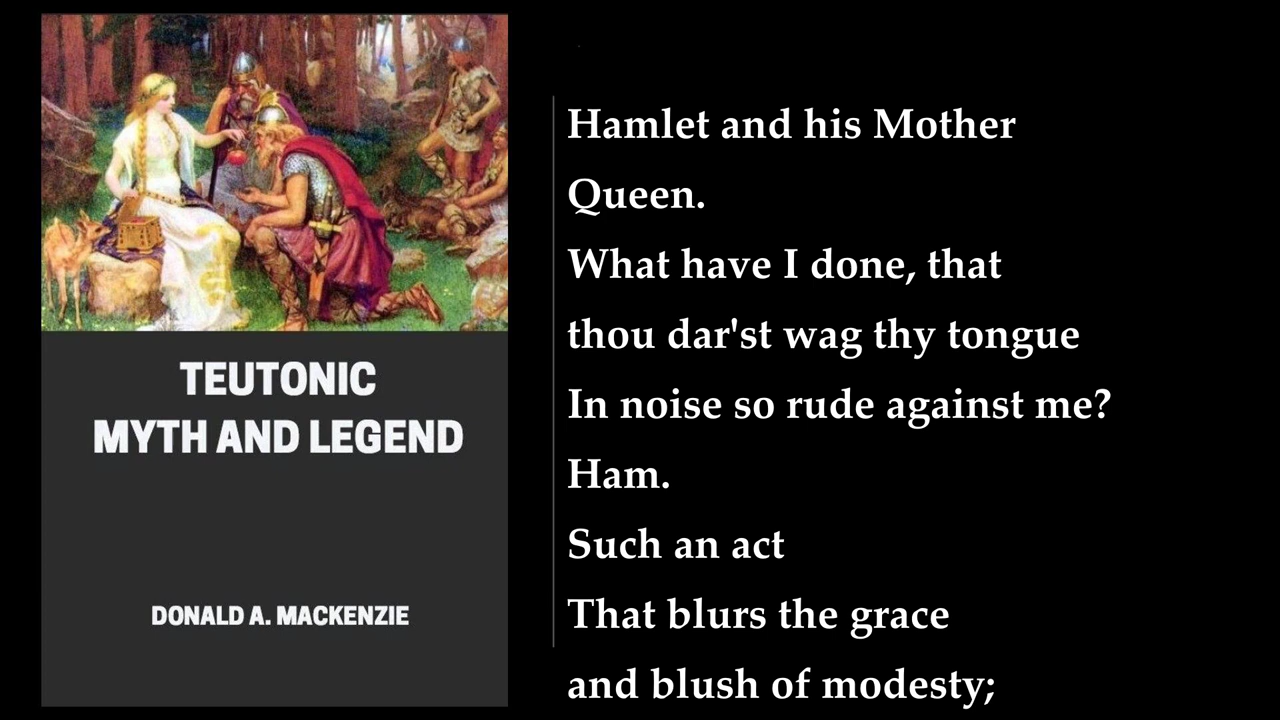 TEUTONIC
MYTH AND LEGEND
DONALD A. MACKENZIE
Hamlet and his Mother
Queen.
What have I done, that
thou dar'st wag thy tongue
In noise so rude against me?
Ham.
Such an act
That blurs the grace
and blush of modesty;